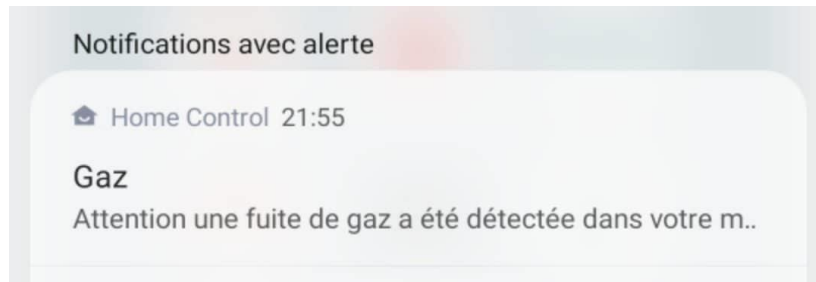 Notifications avec alerte
Home Control 21:55
Gaz
Attention une fuite de gaz a été détectée dans votre m..